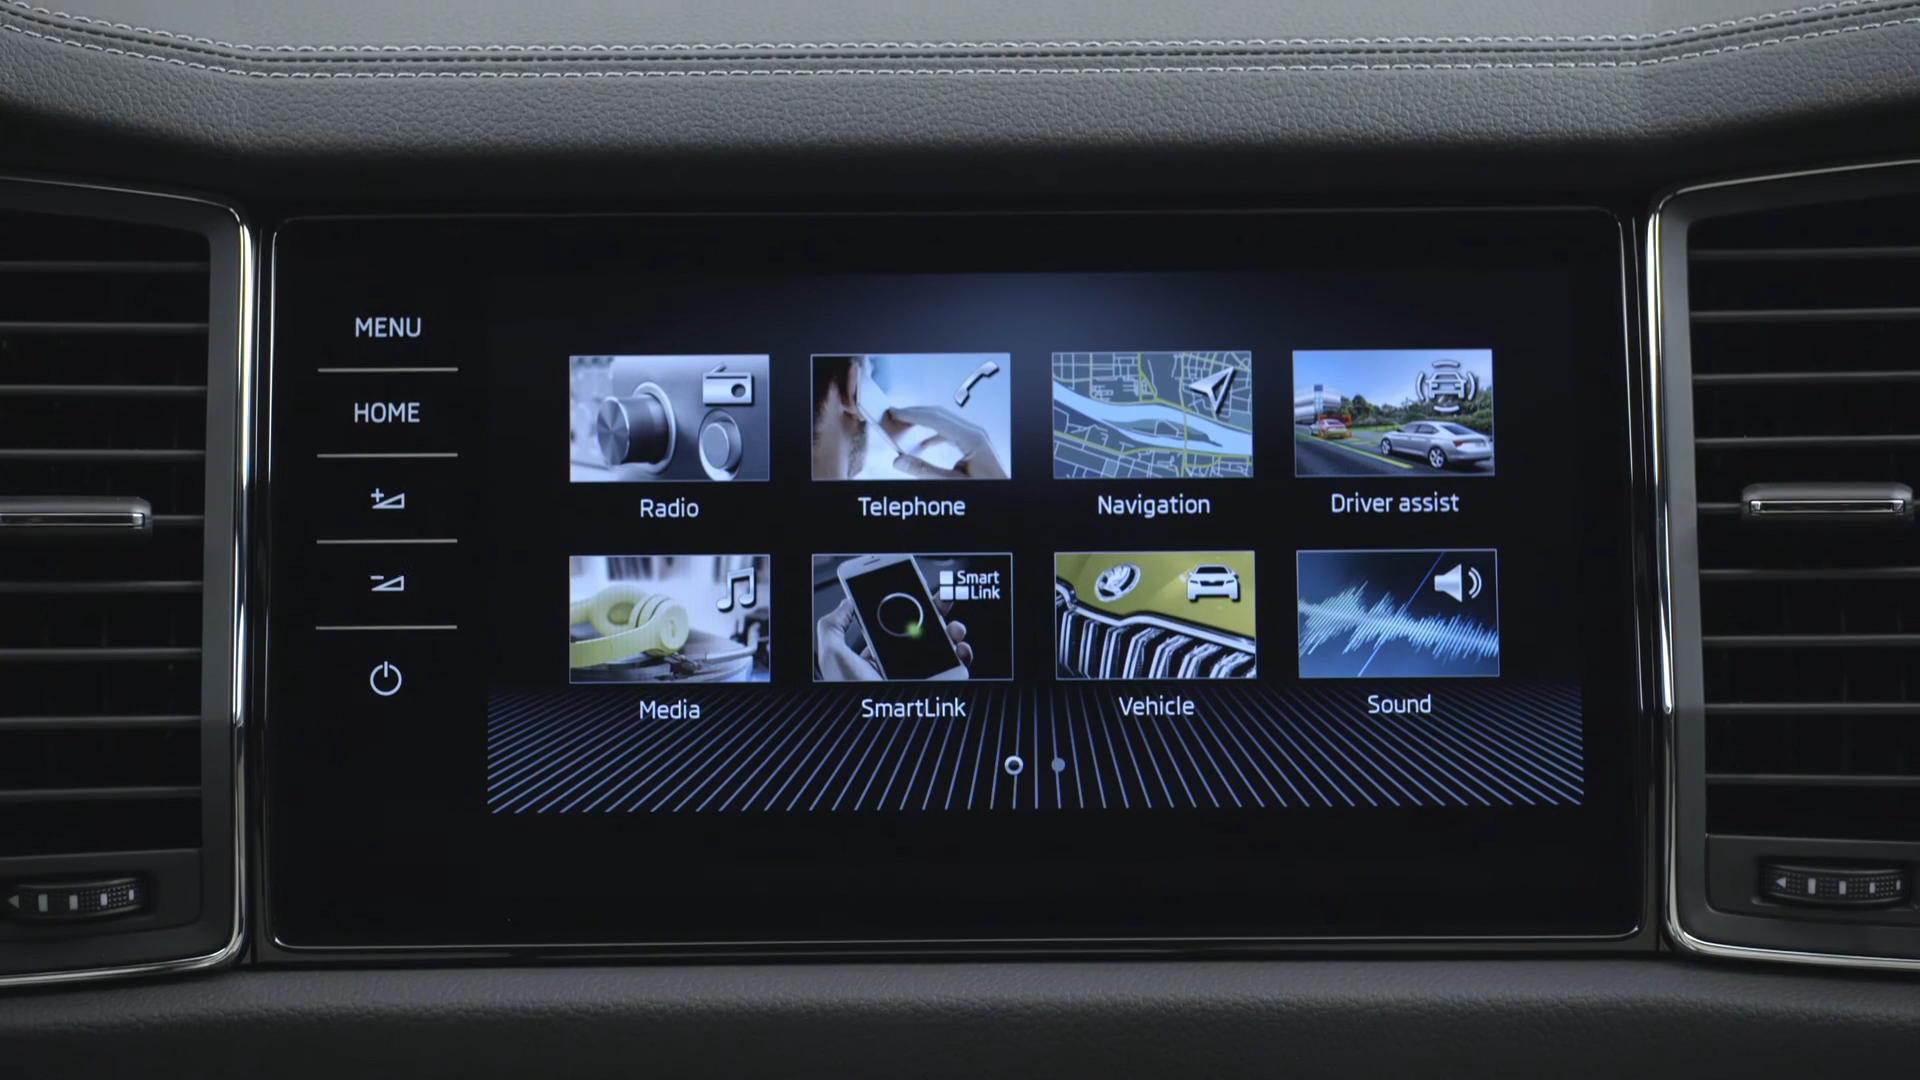 MENU
HOME
Radio
Telephone
Navigation
Driver assist
Smart
Link
Media
SmartLink
Vehicle
Sound